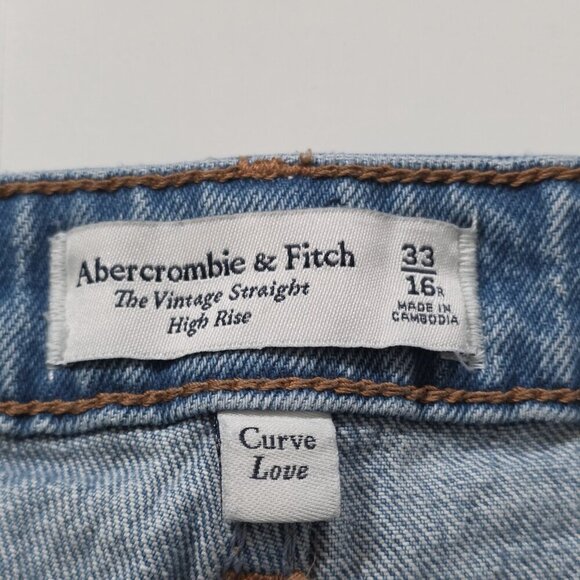 Abercrombie & Fitch
The Vintage Straight
High Rise
33
16R
MADE IN
CAMBODIA
Curve
Love